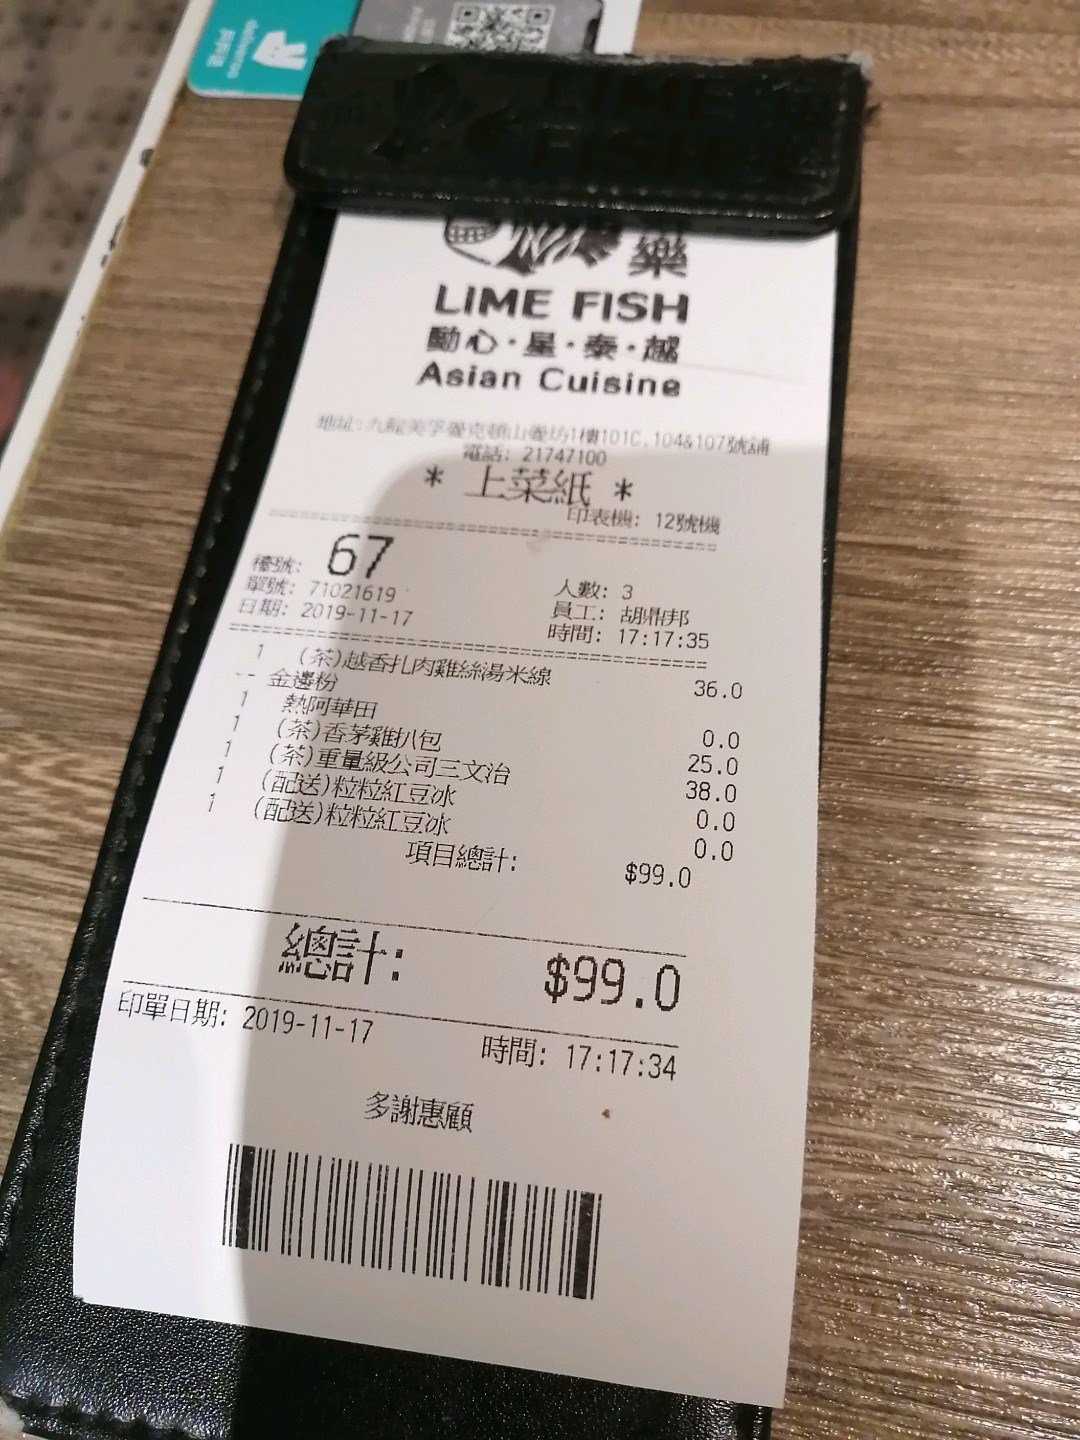 樂
LIME FISH
勵心·星·泰·越
Asian Cuisine
地址:九龍美孚曼克頓山曼坊1樓101C,104&107號舖
電話: 21747100
* 上菜紙 *
印表機: 12號機
檯號: 67 人數: 3
單號: 71021619 員工: 胡鼎邦
日期: 2019-11-17 時間: 17:17:35
1 (茶)越香扎肉雞絲湯米線 36.0
-- 金邊粉
1 熱阿華田 0.0
1 (茶)香茅雞扒包 25.0
1 (茶)重量級公司三文治 38.0
1 (配送)粒粒紅豆冰 0.0
1 (配送)粒粒紅豆冰 0.0
項目總計: $99.0
總計: $99.0
印單日期: 2019-11-17 時間: 17:17:34
多謝惠顧